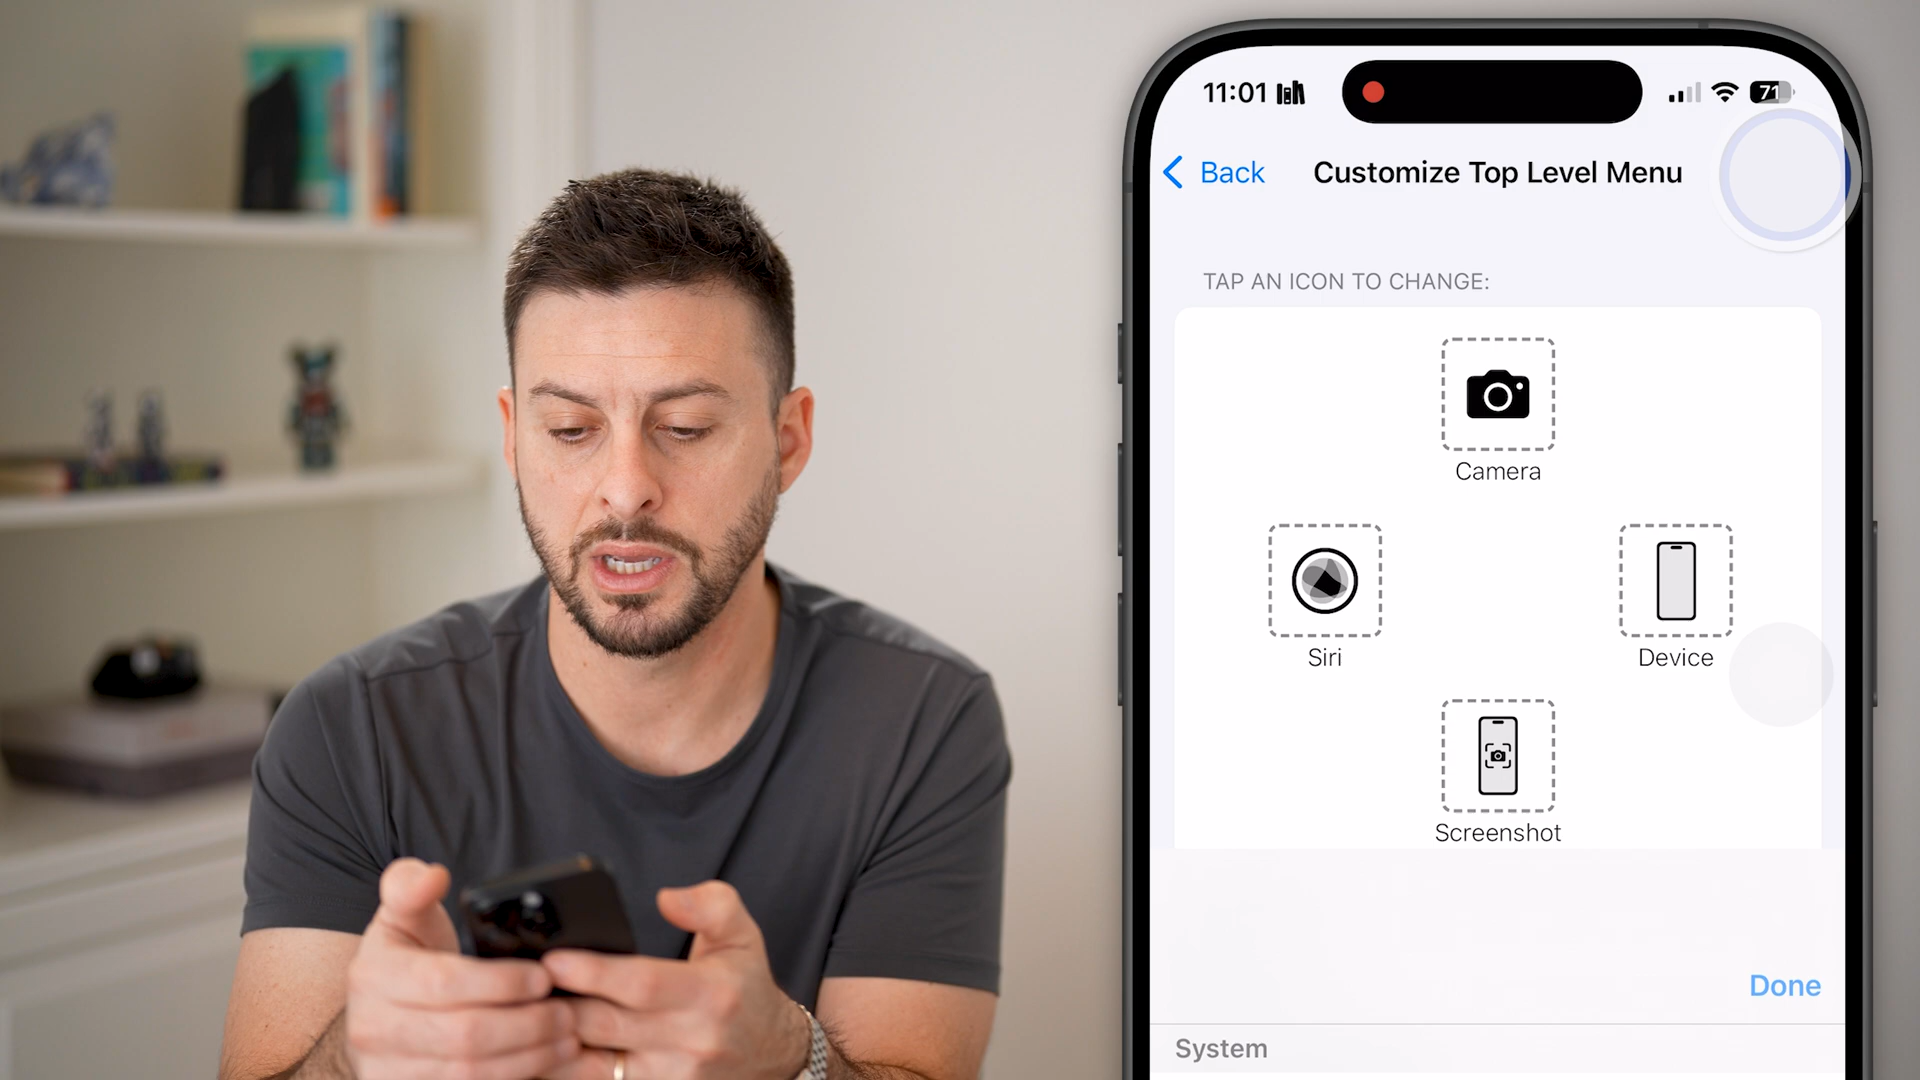 11:01
71
Back
Customize Top Level Menu
TAP AN ICON TO CHANGE:
Camera
Siri
Device
Screenshot
Done
System